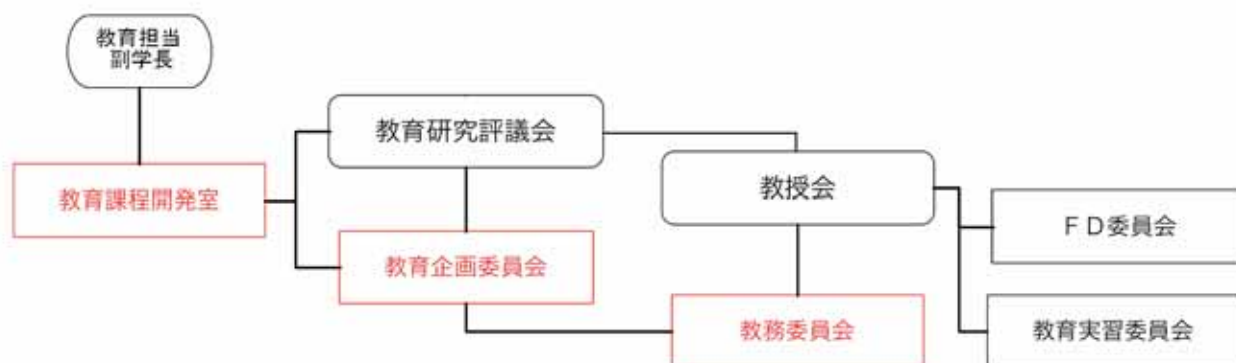 教育担当
副学長
教育研究評議会
教育課程開発室
教授会
ＦＤ委員会
教育企画委員会
教務委員会
教育実習委員会